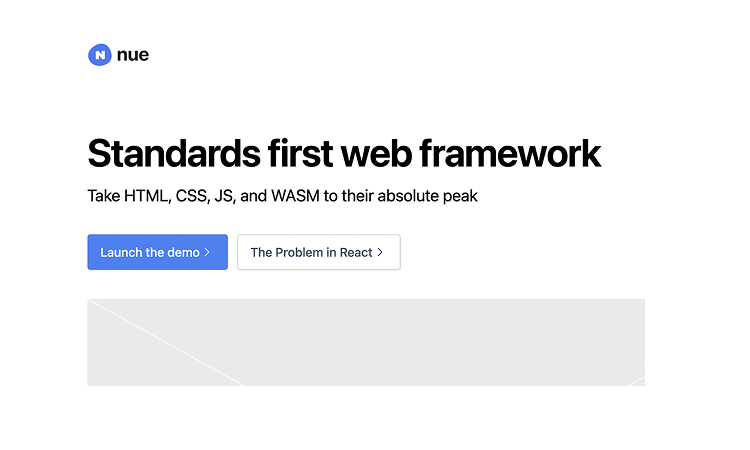 N nue
Standards first web framework
Take HTML, CSS, JS, and WASM to their absolute peak
Launch the demo
The Problem in React